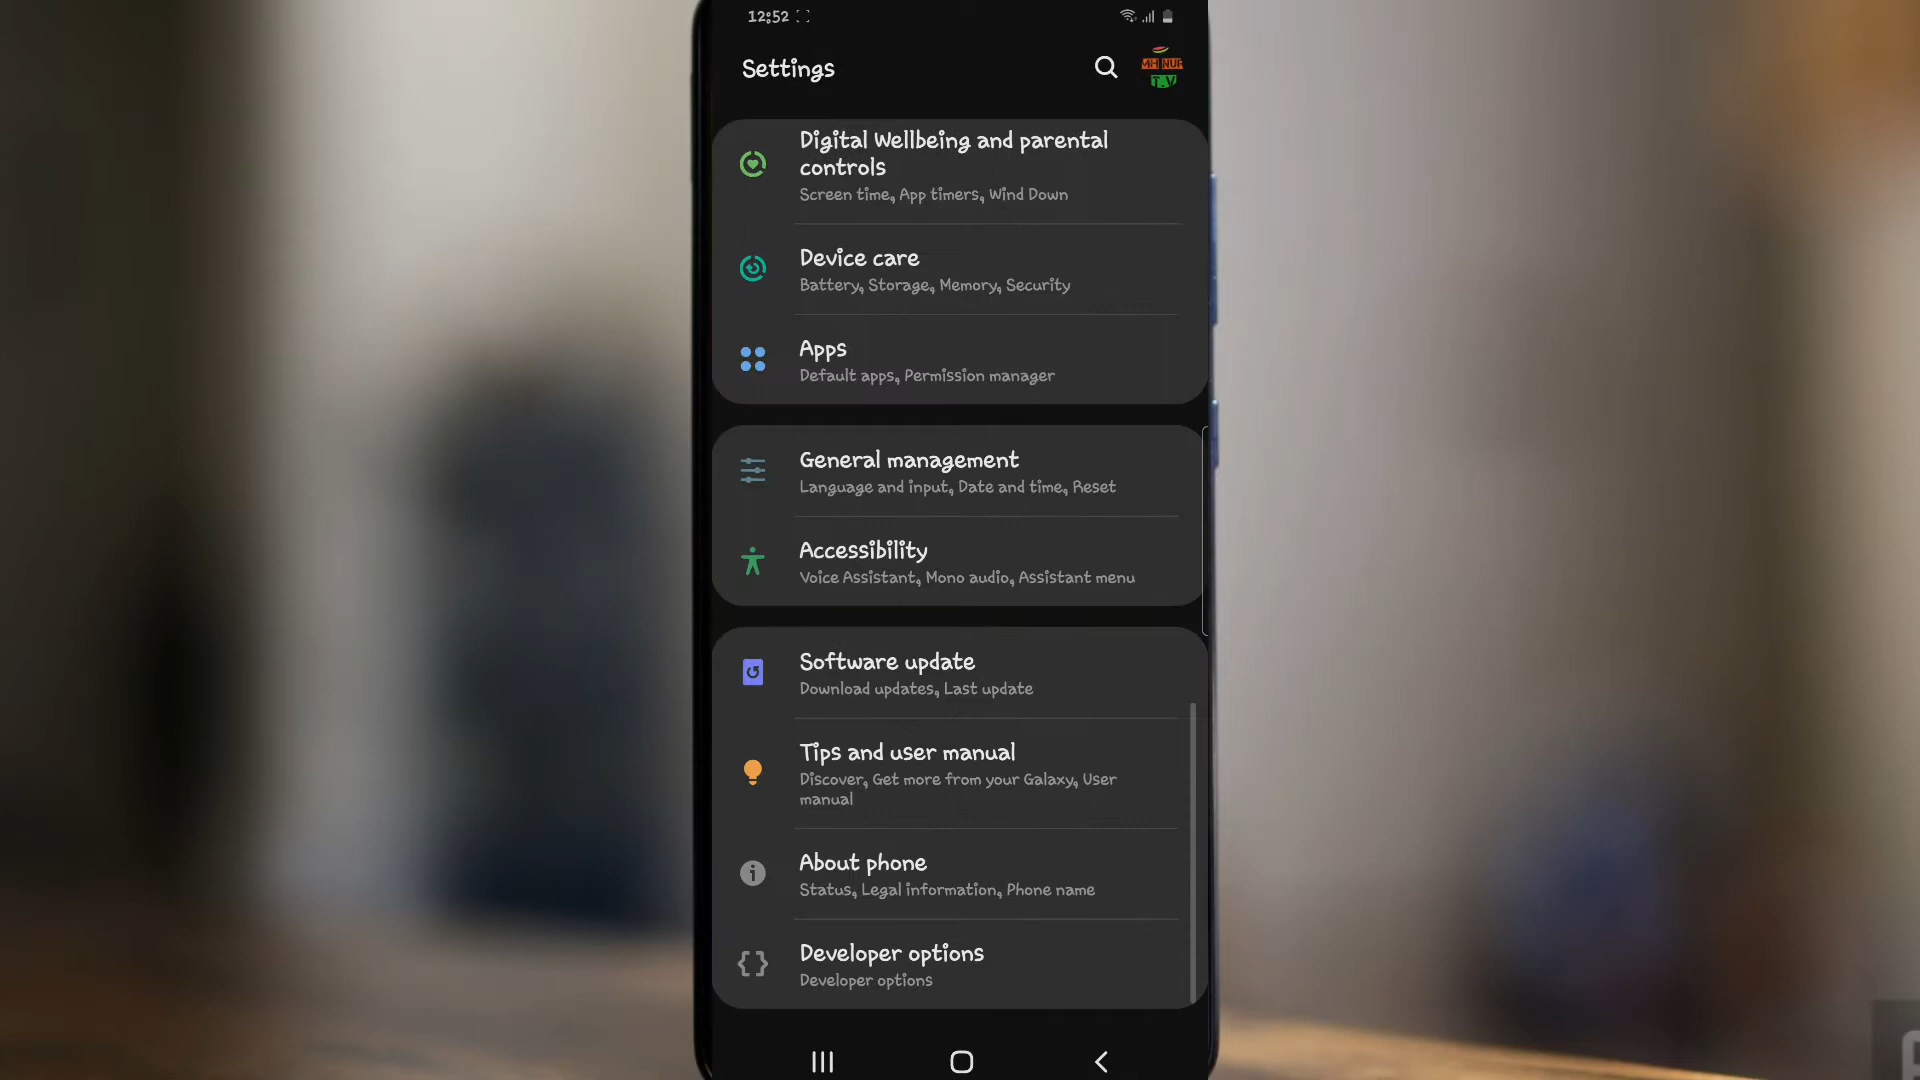 12:52
Settings
MH NUR
T.V
Digital Wellbeing and parental
controls
Screen time, App timers, Wind Down
Device care
Battery, Storage, Memory, Security
Apps
Default apps, Permission manager
General management
Language and input, Date and time, Reset
Accessibility
Voice Assistant, Mono audio, Assistant menu
Software update
Download updates, Last update
Tips and user manual
Discover, Get more from your Galaxy, User
manual
About phone
Status, Legal information, Phone name
Developer options
Developer options